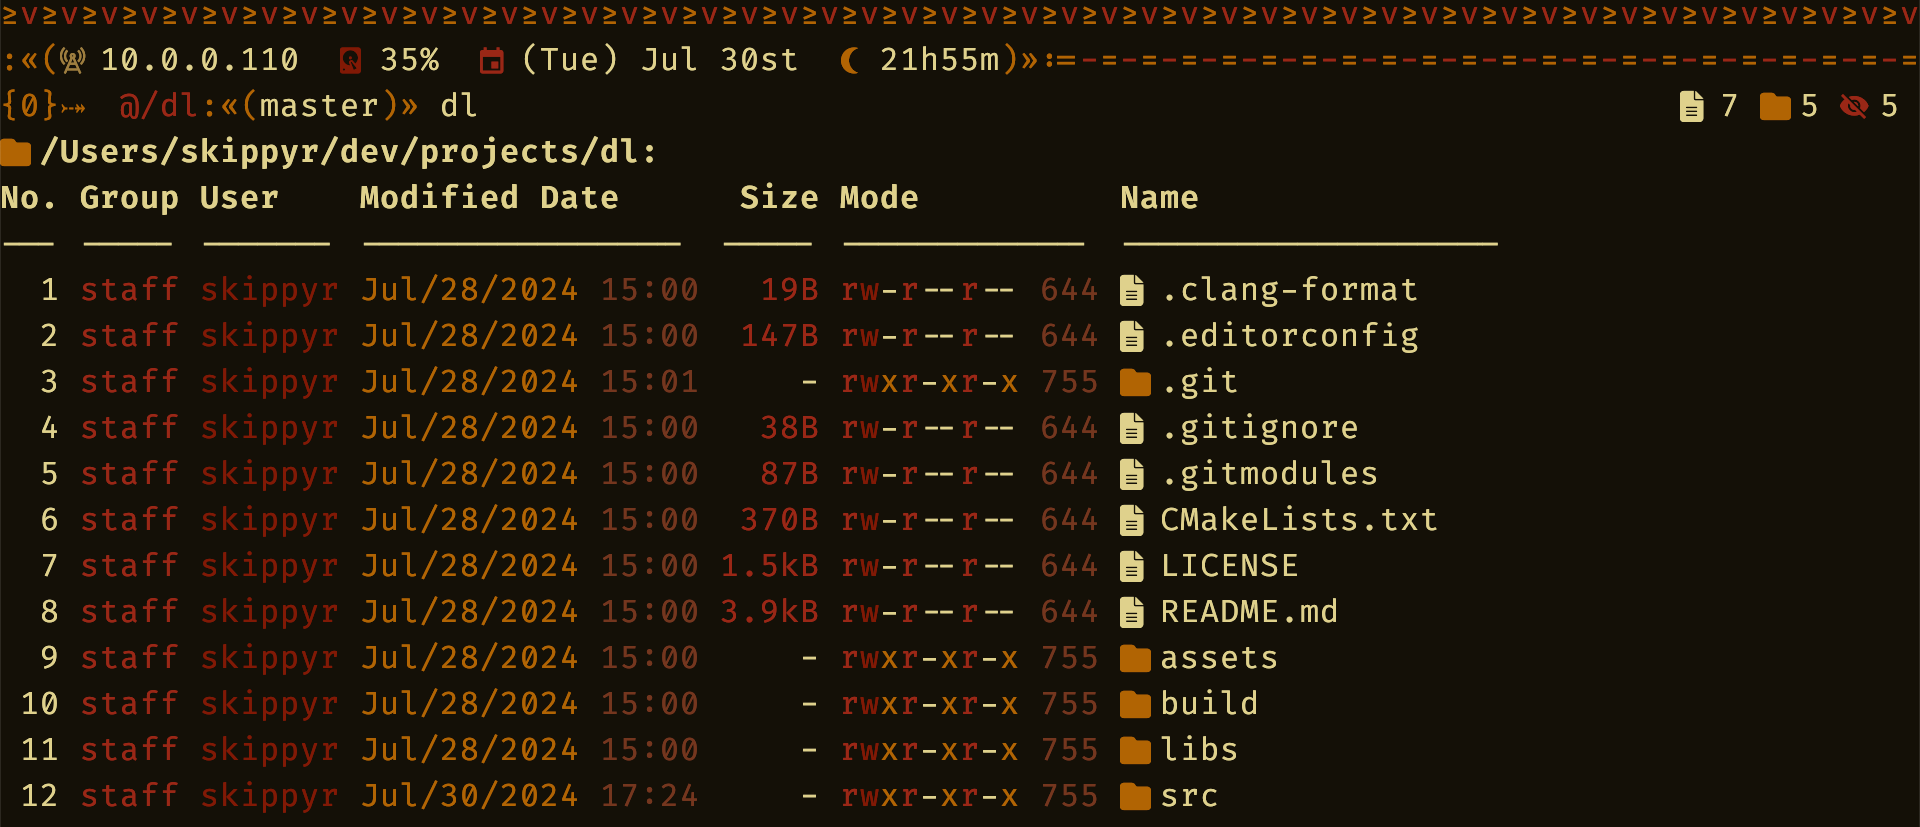 ≥v≥v≥v≥v≥v≥v≥v≥v≥v≥v≥v≥v≥v≥v≥v≥v≥v≥v≥v≥v≥v≥v≥v≥v≥v≥v≥v≥v≥v≥v≥v≥v≥v≥v≥v≥v≥v≥v≥v≥v≥v≥v≥v≥v≥v≥v≥v≥v
:«( 10.0.0.110 35% (Tue) Jul 30st 21h55m)»:=-=-=-=-=-=-=-=-=-=-=-=-=-=-=-=-=-=-=-=-=-=
{0}⤐ @/dl:«(master)» dl 7 5 5
/Users/skippyr/dev/projects/dl:
No. Group User Modified Date Size Mode Name
1 staff skippyr Jul/28/2024 15:00 19B rw-r--r-- 644 .clang-format
2 staff skippyr Jul/28/2024 15:00 147B rw-r--r-- 644 .editorconfig
3 staff skippyr Jul/28/2024 15:01 - rwxr-xr-x 755 .git
4 staff skippyr Jul/28/2024 15:00 38B rw-r--r-- 644 .gitignore
5 staff skippyr Jul/28/2024 15:00 87B rw-r--r-- 644 .gitmodules
6 staff skippyr Jul/28/2024 15:00 370B rw-r--r-- 644 CMakeLists.txt
7 staff skippyr Jul/28/2024 15:00 1.5kB rw-r--r-- 644 LICENSE
8 staff skippyr Jul/28/2024 15:00 3.9kB rw-r--r-- 644 README.md
9 staff skippyr Jul/28/2024 15:00 - rwxr-xr-x 755 assets
10 staff skippyr Jul/28/2024 15:00 - rwxr-xr-x 755 build
11 staff skippyr Jul/28/2024 15:00 - rwxr-xr-x 755 libs
12 staff skippyr Jul/30/2024 17:24 - rwxr-xr-x 755 src